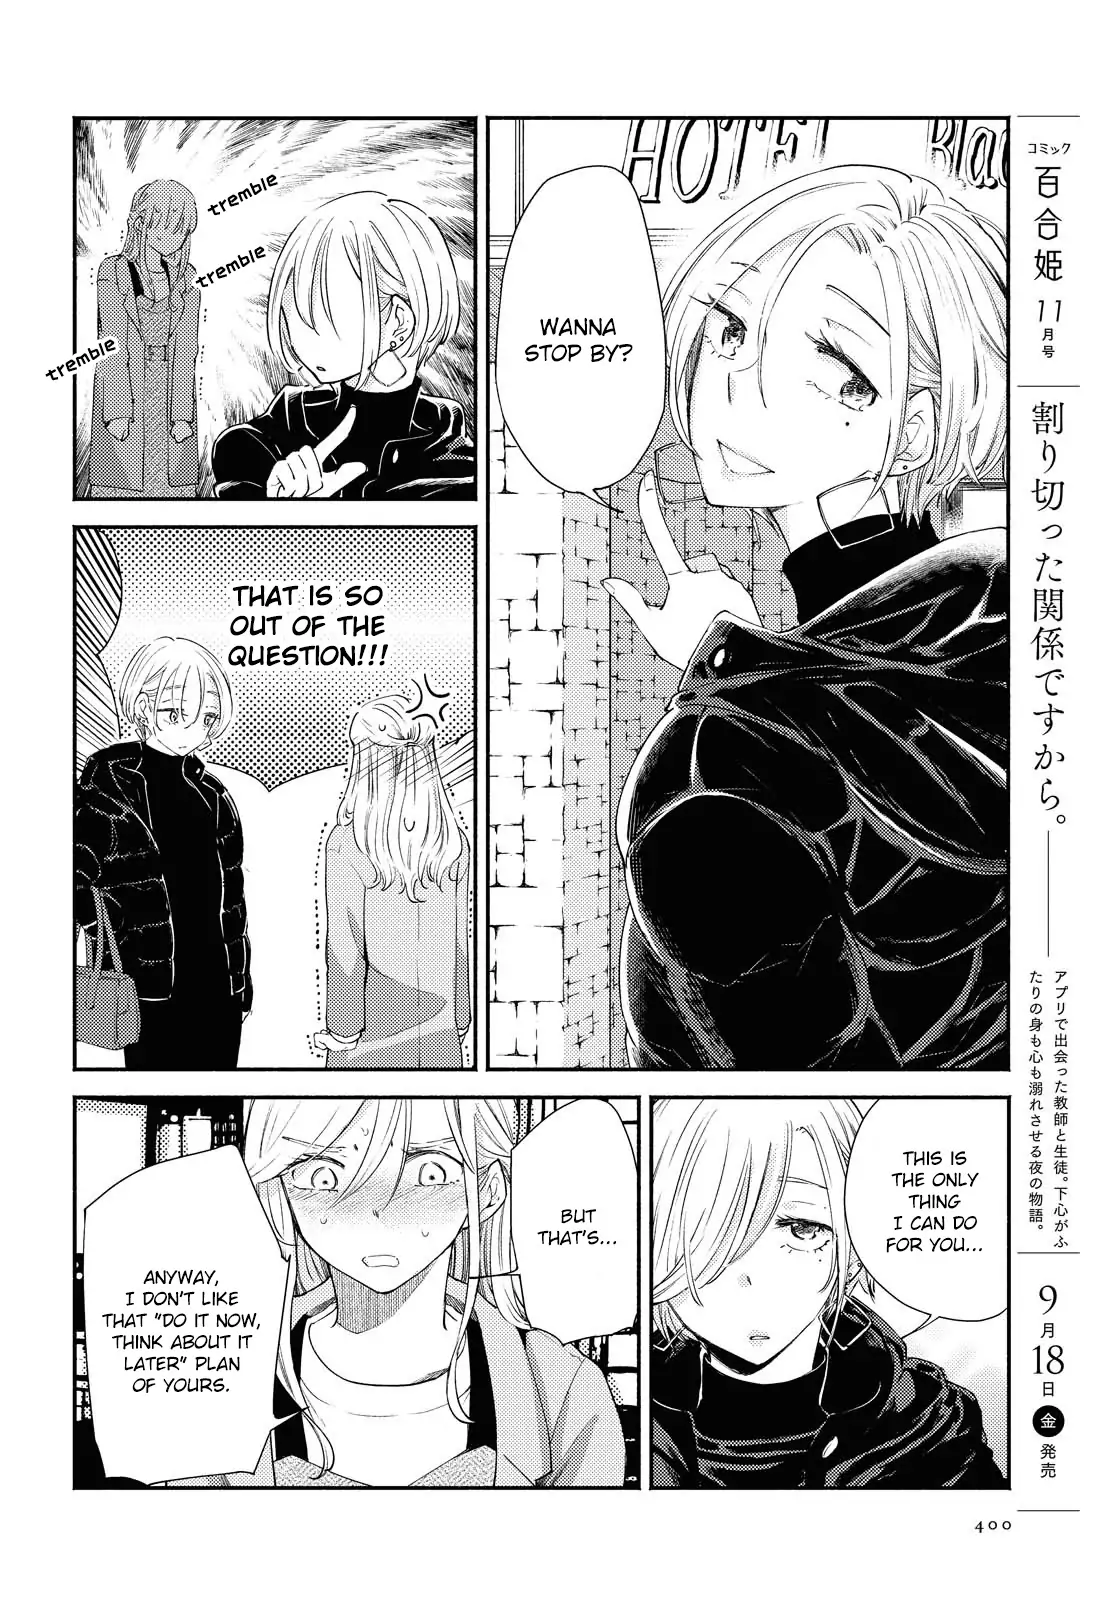 HOTEL Blac
WANNA
STOP BY?
tremble
tremble
tremble
THAT IS SO
OUT OF THE
QUESTION!!!
THIS IS
THE ONLY
THING
I CAN DO
FOR YOU...
BUT
THAT'S...
ANYWAY,
I DON'T LIKE
THAT "DO IT NOW,
THINK ABOUT IT
LATER" PLAN
OF YOURS.
コミック
百合姫
11月号
割り切った関係ですから。
アプリで出会った教師と生徒。下心がふ
たりの身も心も溺れさせる夜の物語。
9月18日金発売
400